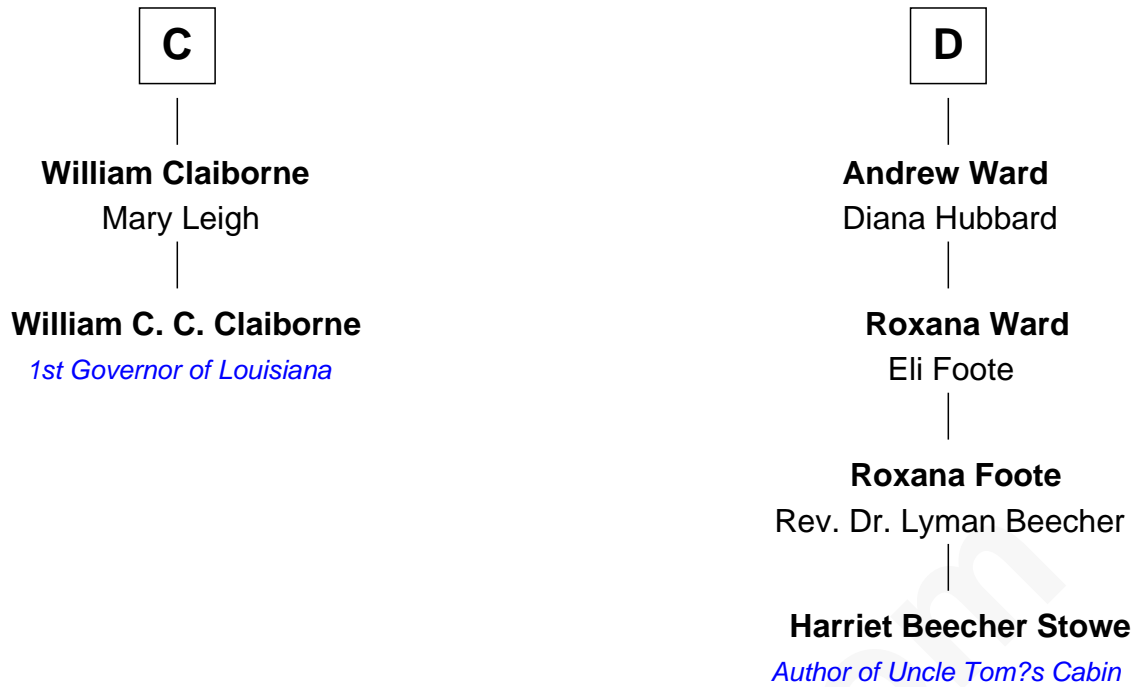 C
William Claiborne
Mary Leigh
William C. C. Claiborne
1st Governor of Louisiana
D
Andrew Ward
Diana Hubbard
Roxana Ward
Eli Foote
Roxana Foote
Rev. Dr. Lyman Beecher
Harriet Beecher Stowe
Author of Uncle Tom?s Cabin